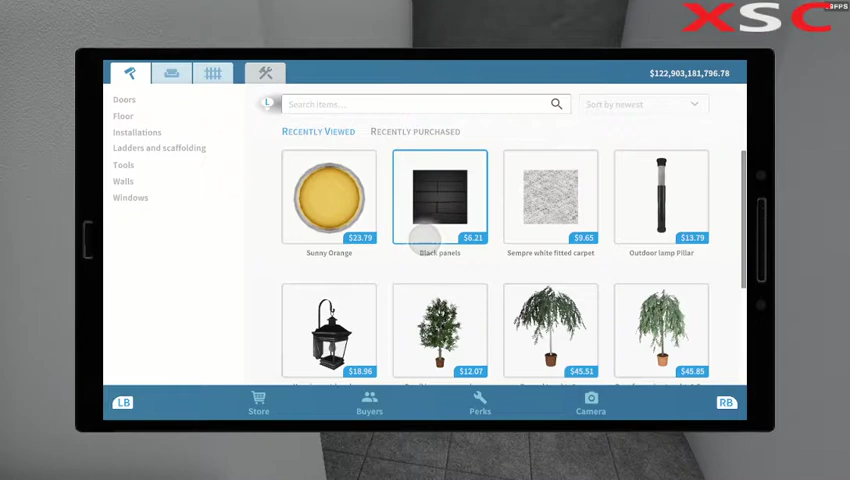 XSC
$122,903,181,796.78
Doors
Floor
Installations
Ladders and scaffolding
Tools
Walls
Windows
L
Search items...
Sort by newest
Recently Viewed
Recently purchased
$23.79
$6.21
$9.65
$13.79
Sunny Orange
Black panels
Sempre white fitted carpet
Outdoor lamp Pillar
$18.96
$12.07
$45.51
$45.85
LB
Store
Buyers
Perks
Camera
RB